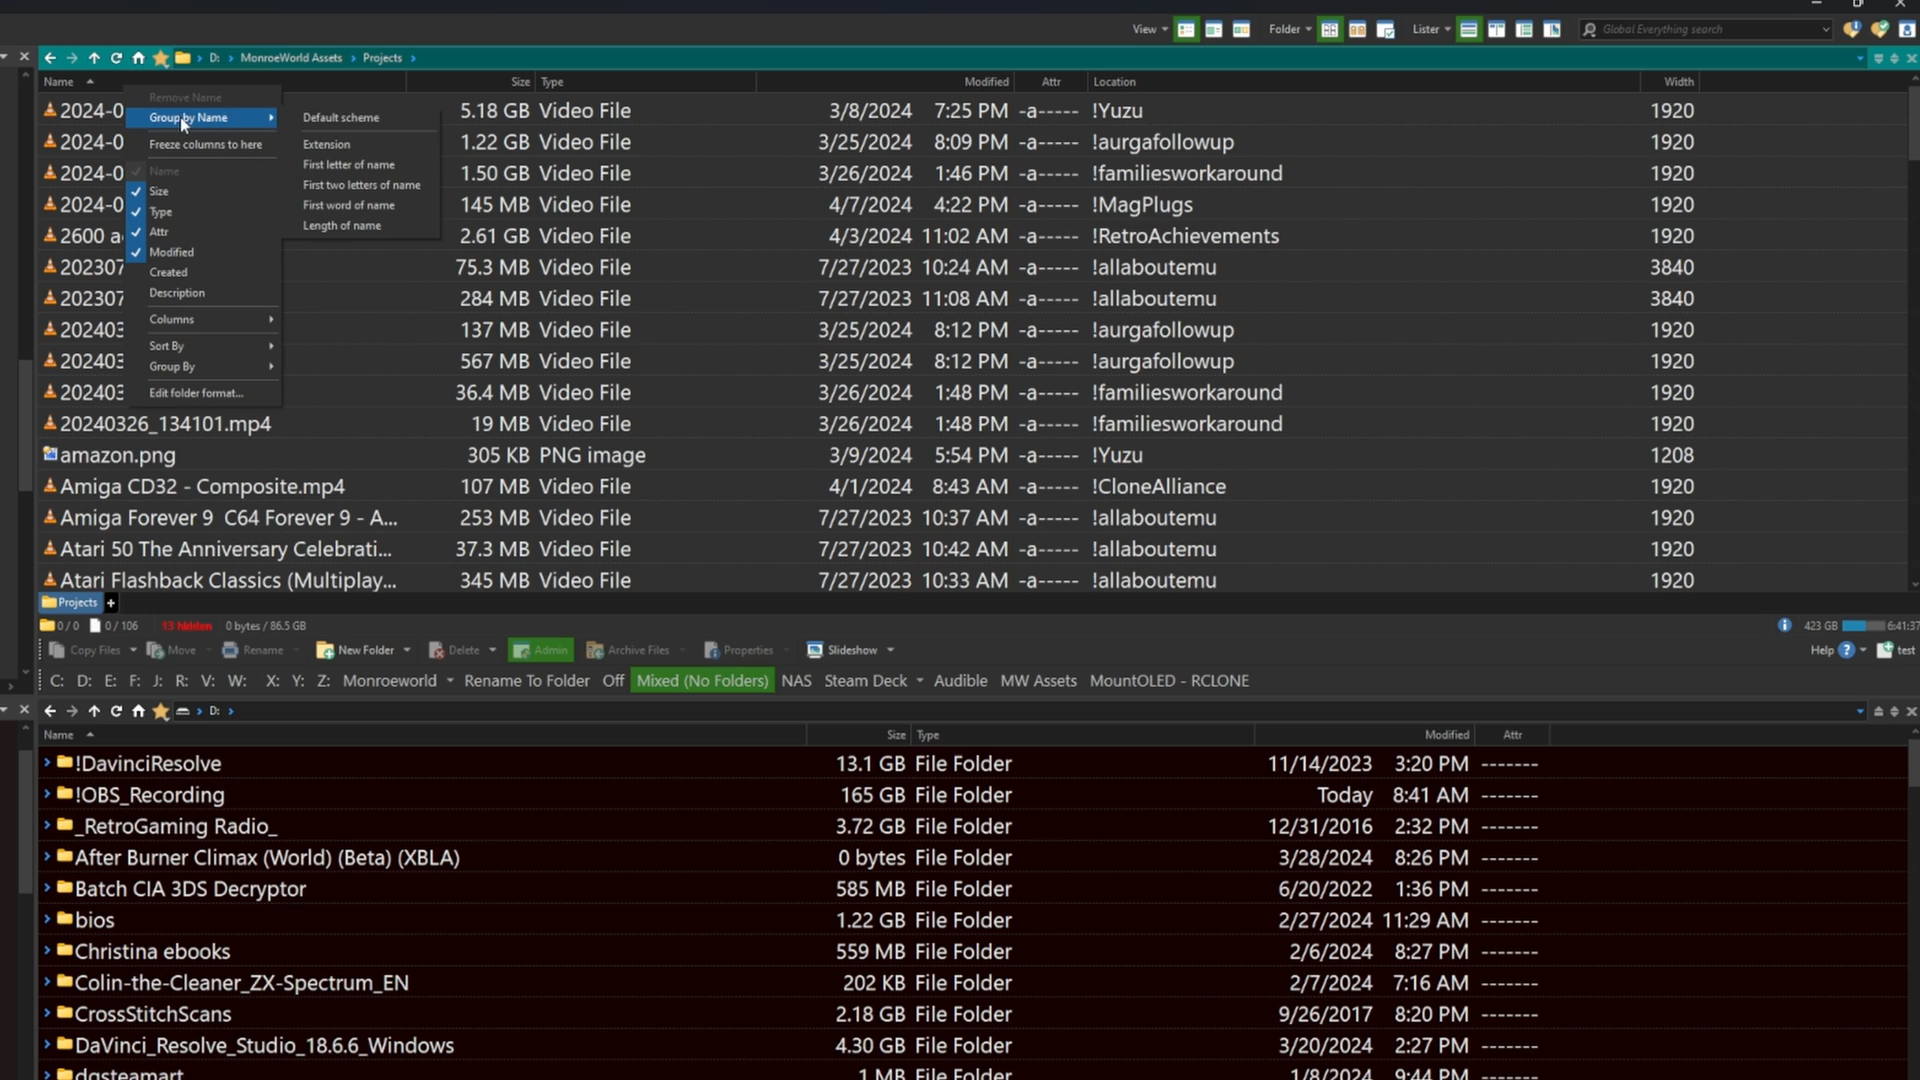 View Folder Lister Global Everything search
D: MonroeWorld Assets Projects
Name Size Type Modified Attr Location Width
2024-0 5.18 GB Video File 3/8/2024 7:25 PM -a----- !Yuzu 1920
2024-0 1.22 GB Video File 3/25/2024 8:09 PM -a----- !aurgafollowup 1920
2024-0 1.50 GB Video File 3/26/2024 1:46 PM -a----- !familiesworkaround 1920
2024-0 145 MB Video File 4/7/2024 4:22 PM -a----- !MagPlugs 1920
2600 a 2.61 GB Video File 4/3/2024 11:02 AM -a----- !RetroAchievements 1920
202307 75.3 MB Video File 7/27/2023 10:24 AM -a----- !allaboutemu 3840
202307 284 MB Video File 7/27/2023 11:08 AM -a----- !allaboutemu 3840
202403 137 MB Video File 3/25/2024 8:12 PM -a----- !aurgafollowup 1920
202403 567 MB Video File 3/25/2024 8:12 PM -a----- !aurgafollowup 1920
202403 36.4 MB Video File 3/26/2024 1:48 PM -a----- !familiesworkaround 1920
20240326_134101.mp4 19 MB Video File 3/26/2024 1:48 PM -a----- !familiesworkaround 1920
amazon.png 305 KB PNG image 3/9/2024 5:54 PM -a----- !Yuzu 1208
Amiga CD32 - Composite.mp4 107 MB Video File 4/1/2024 8:43 AM -a----- !CloneAlliance 1920
Amiga Forever 9 C64 Forever 9 - A... 253 MB Video File 7/27/2023 10:37 AM -a----- !allaboutemu 1920
Atari 50 The Anniversary Celebrati... 37.3 MB Video File 7/27/2023 10:42 AM -a----- !allaboutemu 1920
Atari Flashback Classics (Multiplay... 345 MB Video File 7/27/2023 10:33 AM -a----- !allaboutemu 1920
Remove Name
Group by Name
Freeze columns to here
Name
Size
Type
Attr
Modified
Created
Description
Columns
Sort By
Group By
Edit folder format...
Default scheme
Extension
First letter of name
First two letters of name
First word of name
Length of name
Projects +
0 / 0 0 / 106 13 hidden 0 bytes / 86.5 GB 423 GB 6:41:37
Copy Files Move Rename New Folder Delete Admin Archive Files Properties Slideshow Help test
C: D: E: F: J: R: V: W: X: Y: Z: Monroeworld Rename To Folder Off Mixed (No Folders) NAS Steam Deck Audible MW Assets MountOLED - RCLONE
D:
Name Size Type Modified Attr
!DavinciResolve 13.1 GB File Folder 11/14/2023 3:20 PM -------
!OBS_Recording 165 GB File Folder Today 8:41 AM -------
_RetroGaming Radio_ 3.72 GB File Folder 12/31/2016 2:32 PM -------
After Burner Climax (World) (Beta) (XBLA) 0 bytes File Folder 3/28/2024 8:26 PM -------
Batch CIA 3DS Decryptor 585 MB File Folder 6/20/2022 1:36 PM -------
bios 1.22 GB File Folder 2/27/2024 11:29 AM -------
Christina ebooks 559 MB File Folder 2/6/2024 8:27 PM -------
Colin-the-Cleaner_ZX-Spectrum_EN 202 KB File Folder 2/7/2024 7:16 AM -------
CrossStitchScans 2.18 GB File Folder 9/26/2017 8:20 PM -------
DaVinci_Resolve_Studio_18.6.6_Windows 4.30 GB File Folder 3/20/2024 2:27 PM -------
dgsteamart 1 MB File Folder 1/8/2024 9:44 PM -------